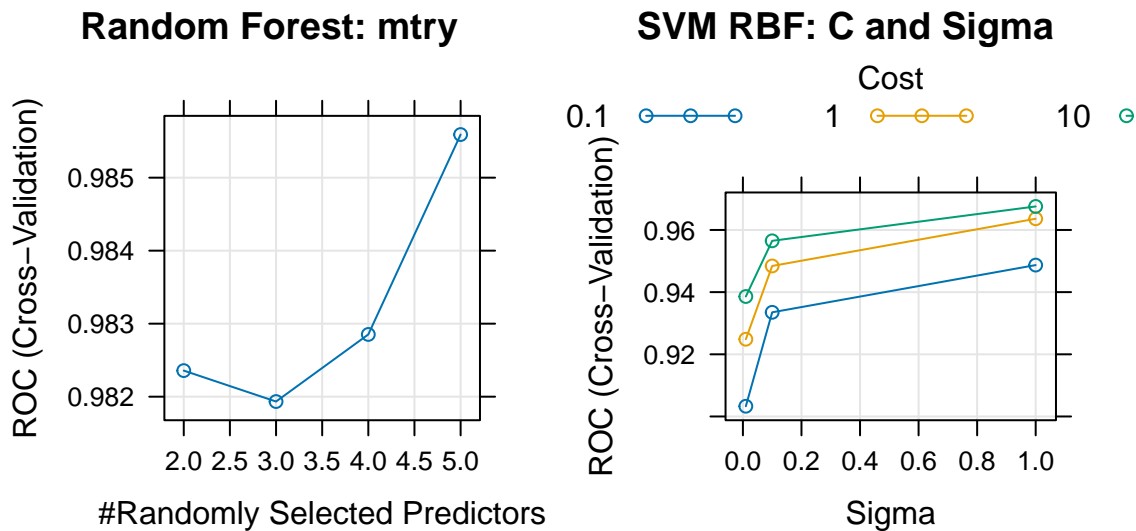 Random Forest: mtry
ROC (Cross−Validation)
0.985
0.984
0.983
0.982
2.0 2.5 3.0 3.5 4.0 4.5 5.0
#Randomly Selected Predictors
SVM RBF: C and Sigma
Cost
0.1 1 10
ROC (Cross−Validation)
0.96
0.94
0.92
0.0 0.2 0.4 0.6 0.8 1.0
Sigma